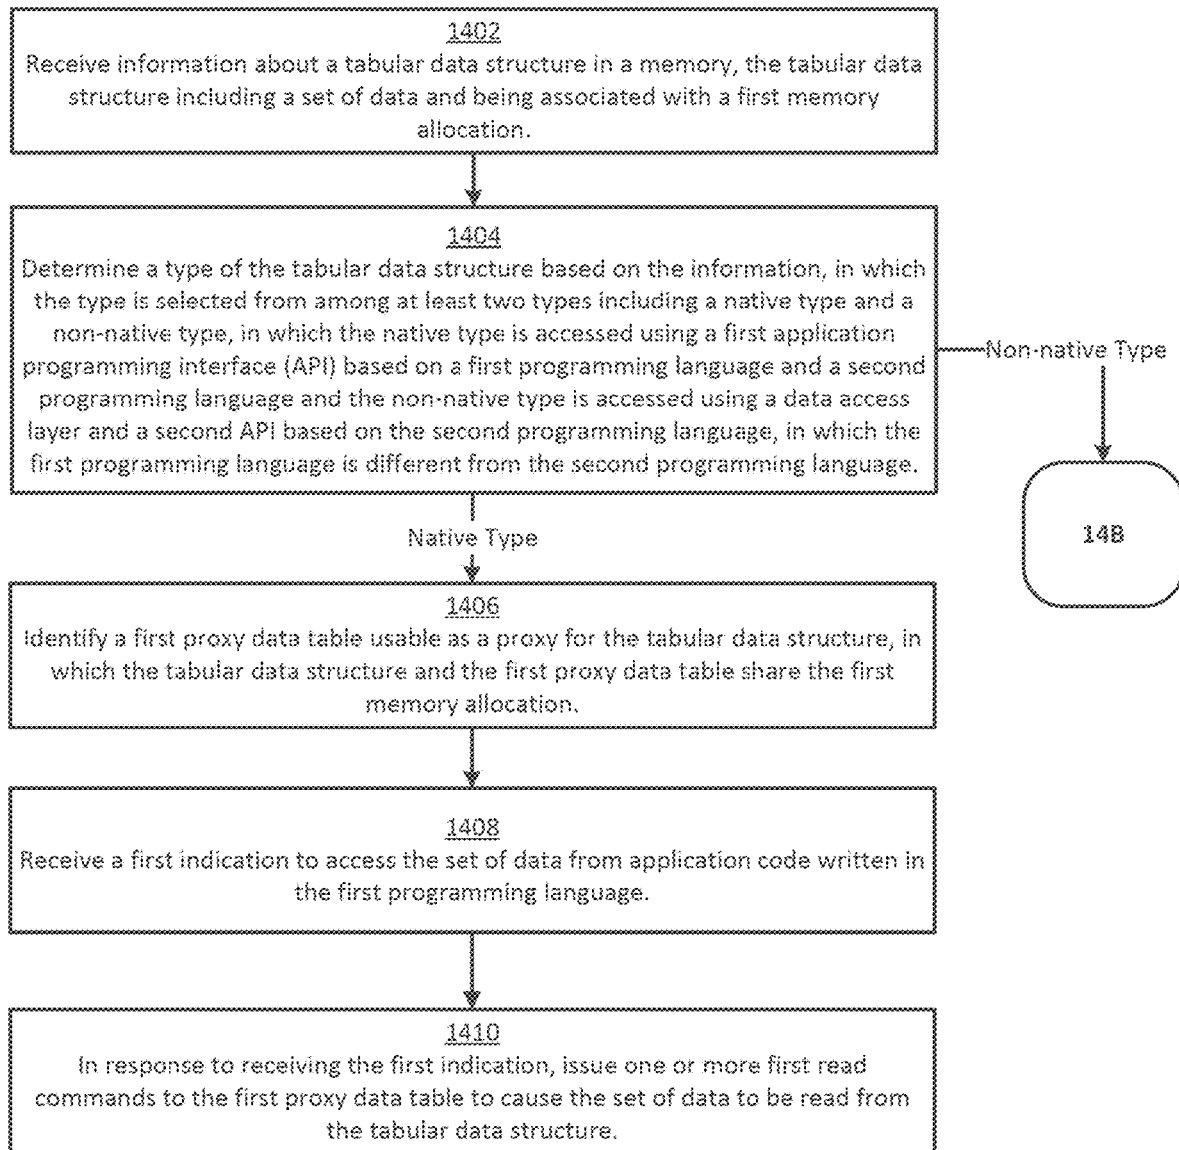 1402
Receive information about a tabular data structure in a memory, the tabular data
structure including a set of data and being associated with a first memory
allocation.
1404
Determine a type of the tabular data structure based on the information, in which
the type is selected from among at least two types including a native type and a
non-native type, in which the native type is accessed using a first application
programming interface (API) based on a first programming language and a second
programming language and the non-native type is accessed using a data access
layer and a second API based on the second programming language, in which the
first programming language is different from the second programming language.
Non-native Type
14B
Native Type
1406
Identify a first proxy data table usable as a proxy for the tabular data structure, in
which the tabular data structure and the first proxy data table share the first
memory allocation.
1408
Receive a first indication to access the set of data from application code written in
the first programming language.
1410
In response to receiving the first indication, issue one or more first read
commands to the first proxy data table to cause the set of data to be read from
the tabular data structure.